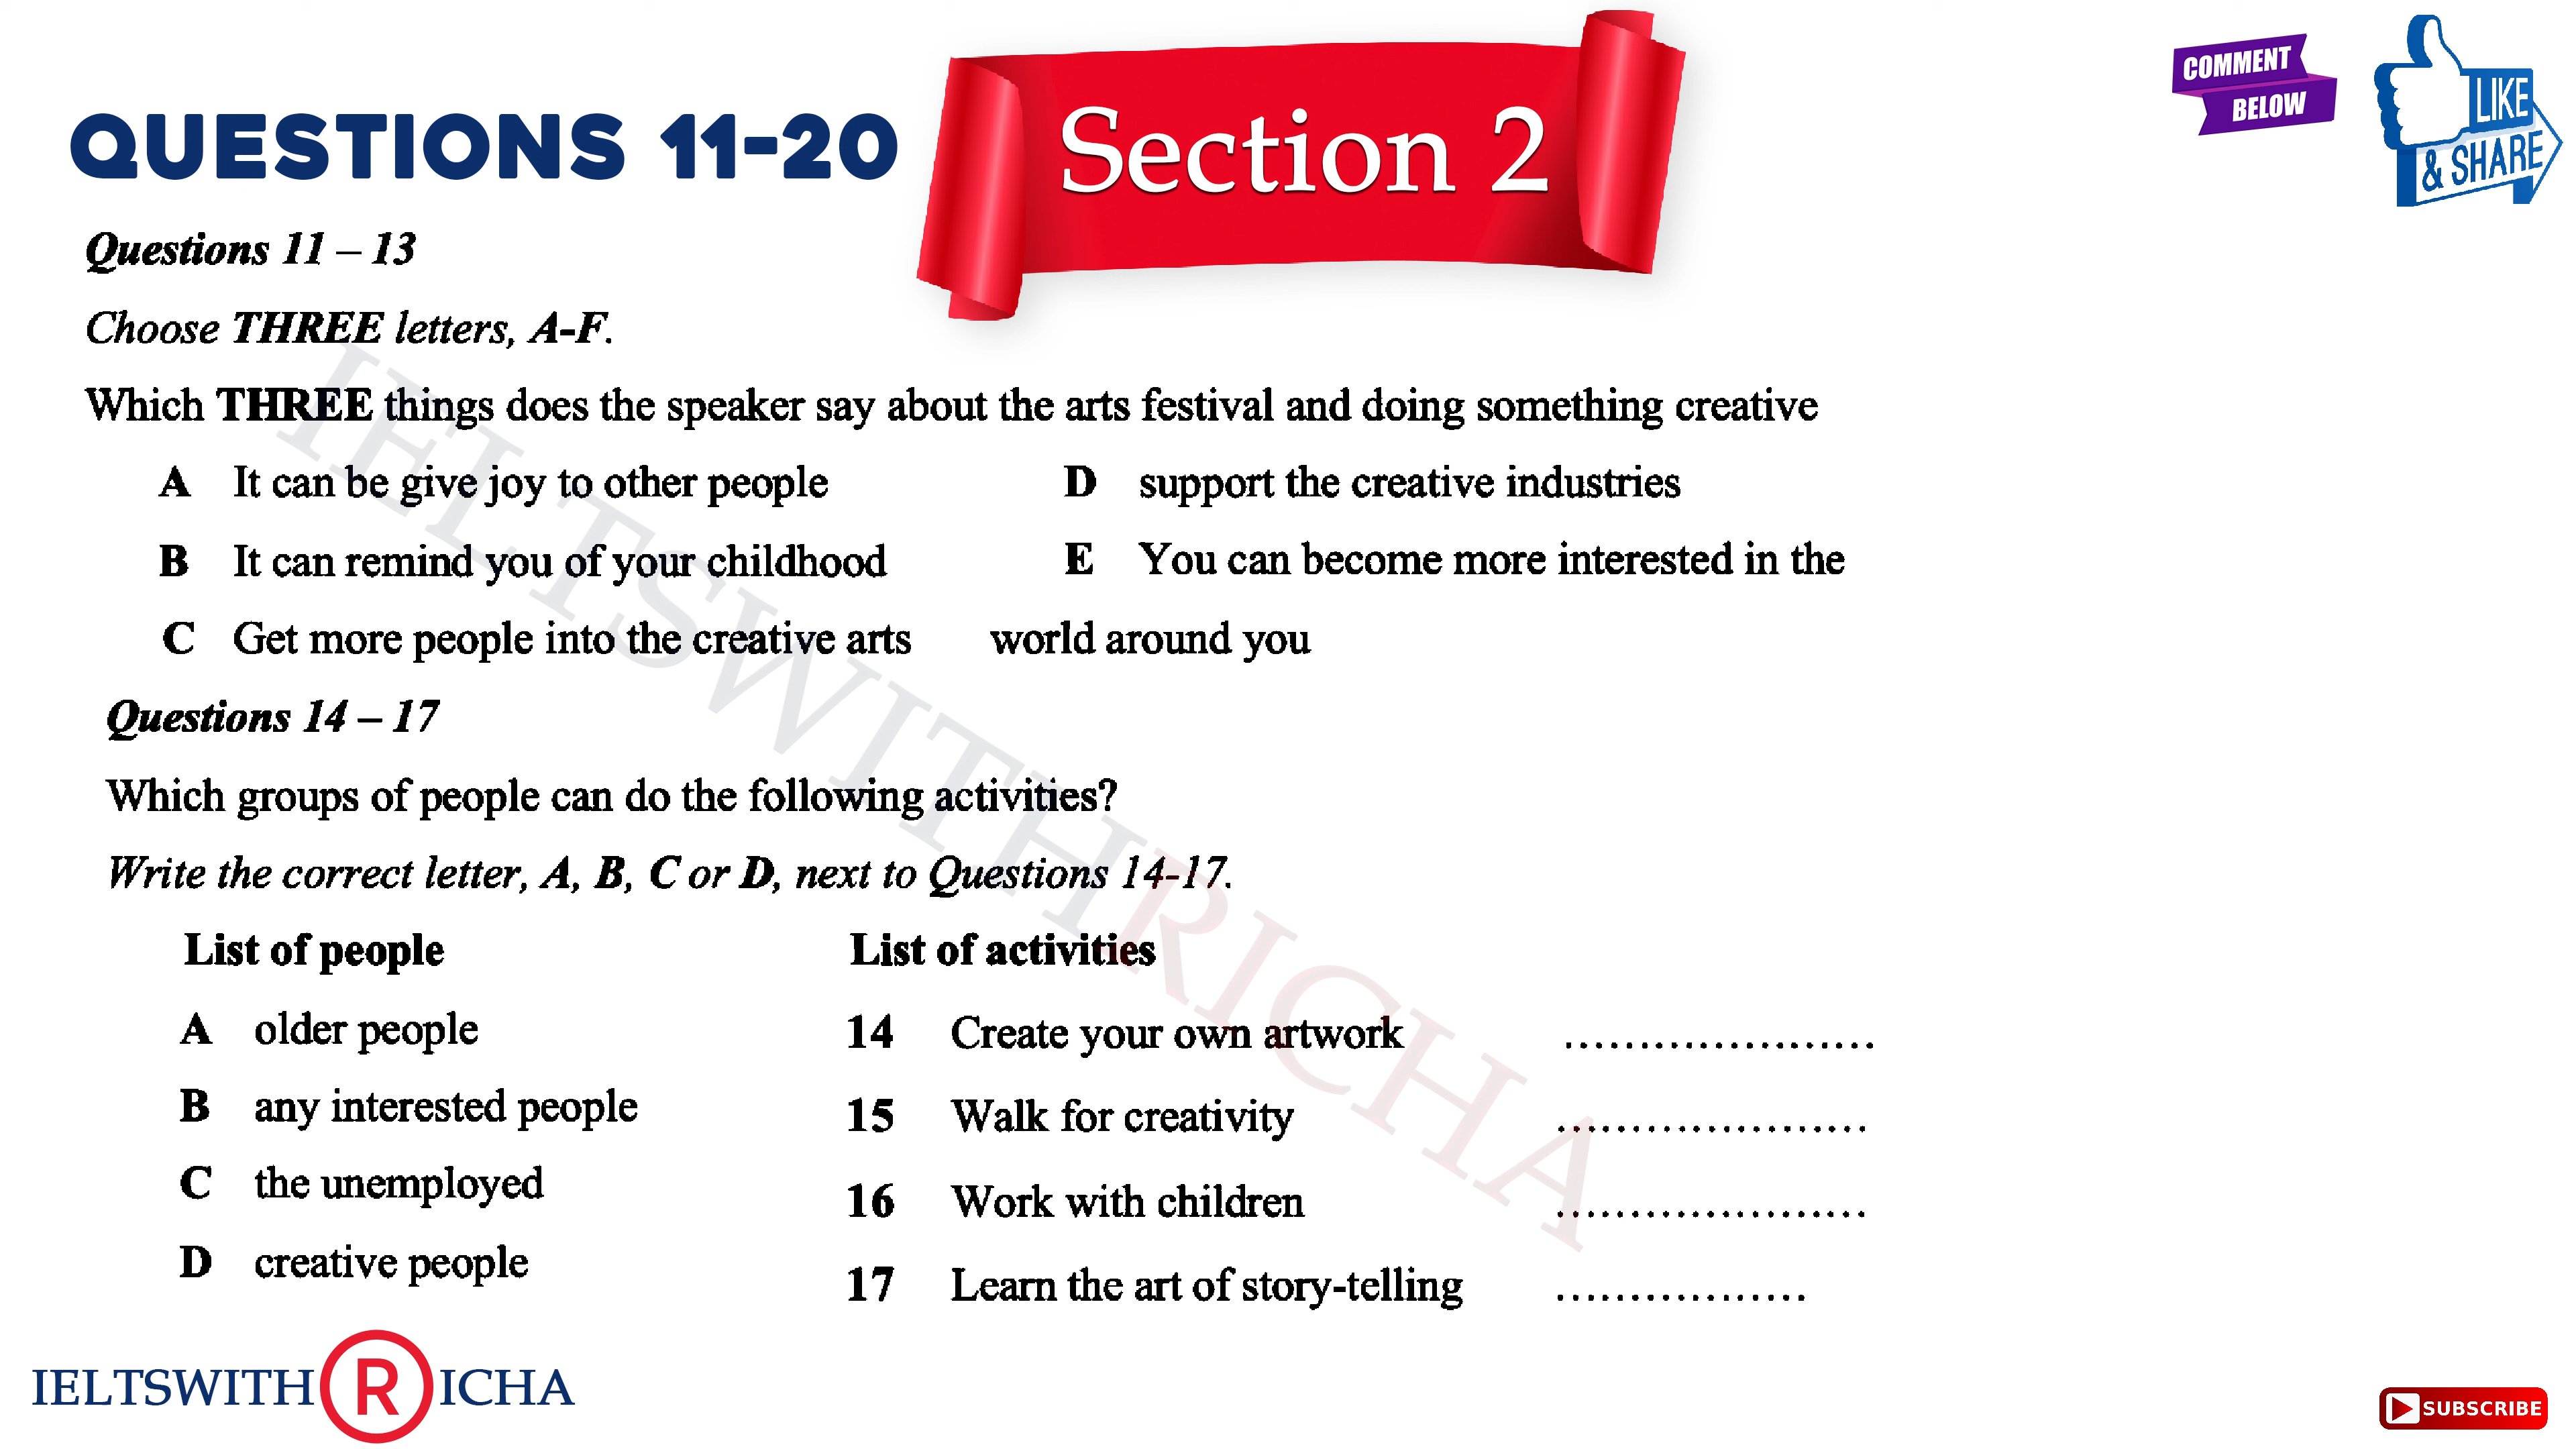 QUESTIONS 11-20
Section 2
COMMENT
BELOW
LIKE
& SHARE
Questions 11 – 13
Choose THREE letters, A-F.
Which THREE things does the speaker say about the arts festival and doing something creative
A It can be give joy to other people
B It can remind you of your childhood
C Get more people into the creative arts
D support the creative industries
E You can become more interested in the
world around you
Questions 14 – 17
Which groups of people can do the following activities?
Write the correct letter, A, B, C or D, next to Questions 14-17.
List of people
A older people
B any interested people
C the unemployed
D creative people
List of activities
14 Create your own artwork .....................
15 Walk for creativity .....................
16 Work with children .....................
17 Learn the art of story-telling .................
IELTSWITHRICHA
IELTSWITHRICHA
SUBSCRIBE